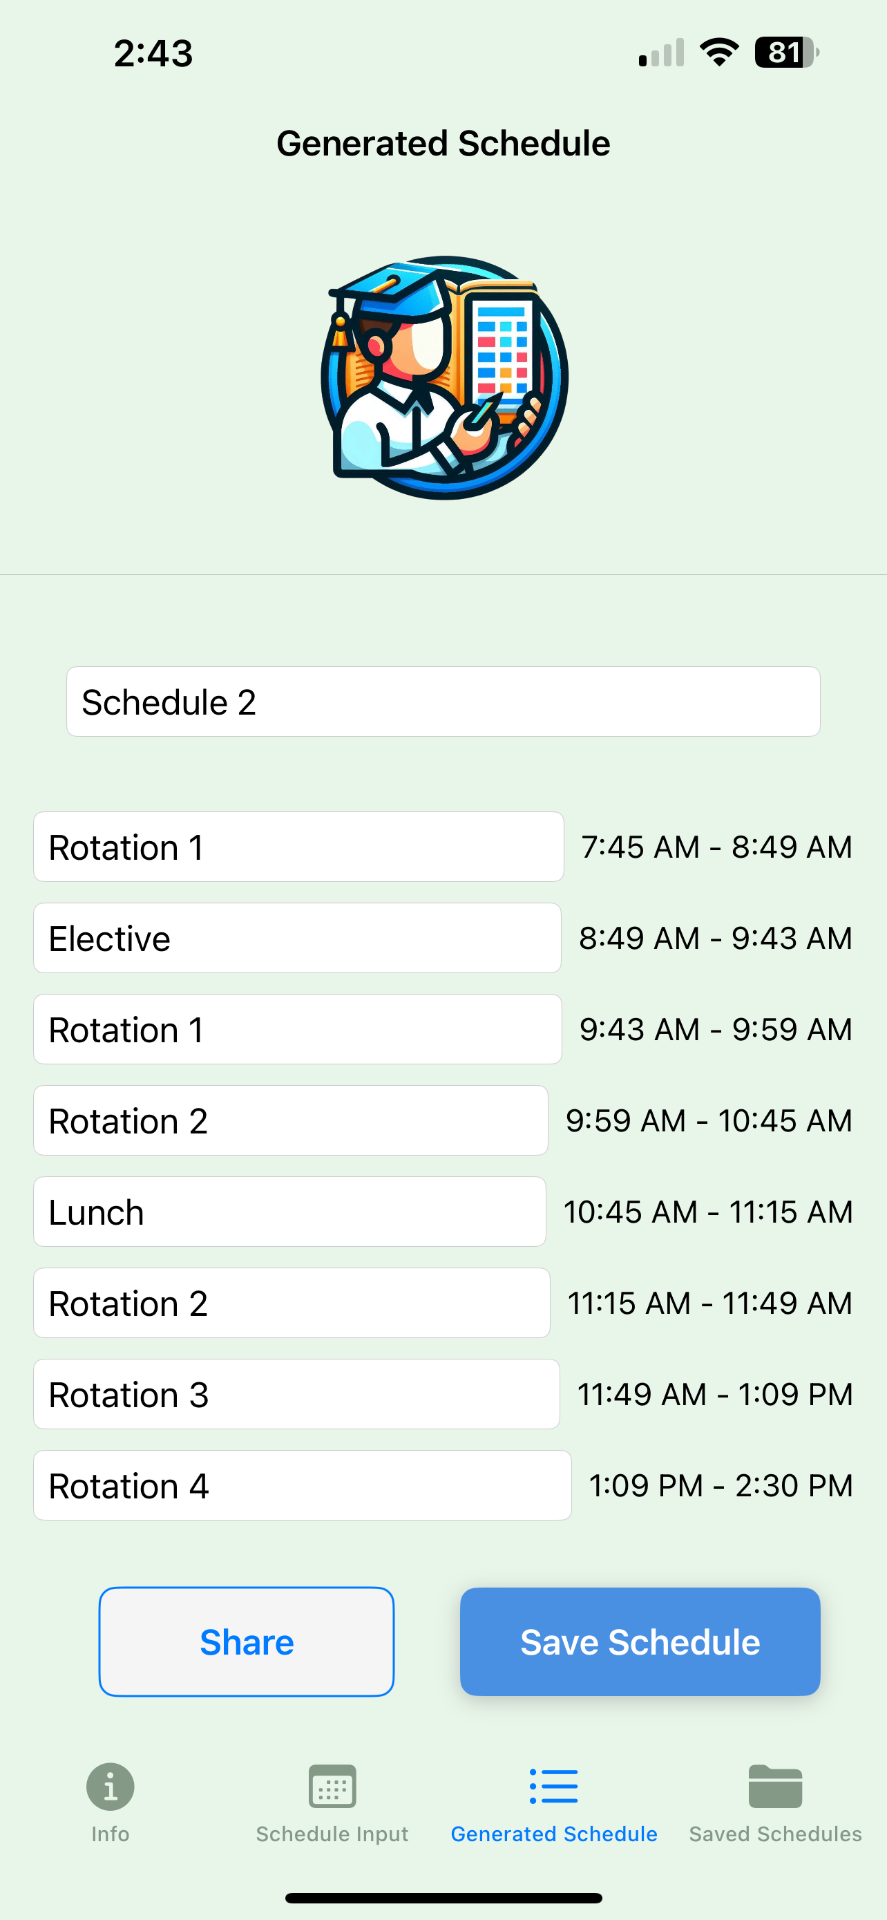 2:43
81
Generated Schedule
Schedule 2
Rotation 1 7:45 AM - 8:49 AM
Elective 8:49 AM - 9:43 AM
Rotation 1 9:43 AM - 9:59 AM
Rotation 2 9:59 AM - 10:45 AM
Lunch 10:45 AM - 11:15 AM
Rotation 2 11:15 AM - 11:49 AM
Rotation 3 11:49 AM - 1:09 PM
Rotation 4 1:09 PM - 2:30 PM
Share Save Schedule
Info Schedule Input Generated Schedule Saved Schedules